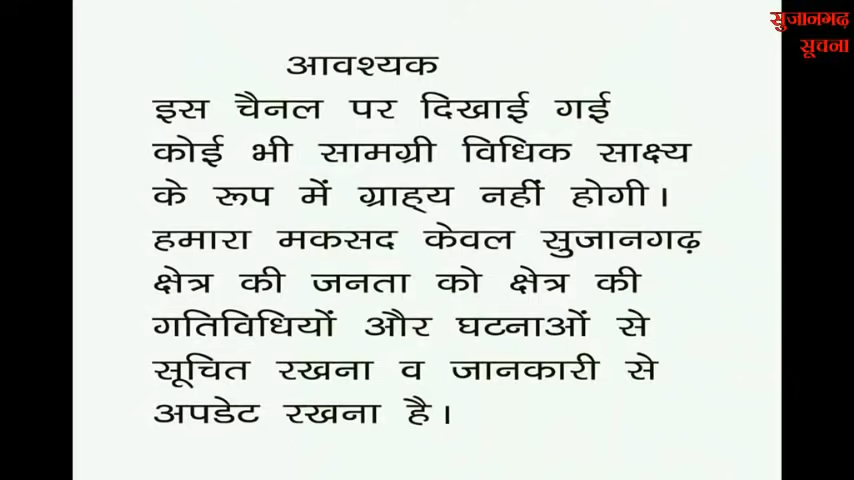 सुजानगढ़
सूचना
आवश्यक
इस चैनल पर दिखाई गई
कोई भी सामग्री विधिक साक्ष्य
के रूप में ग्राह्य नहीं होगी।
हमारा मकसद केवल सुजानगढ़
क्षेत्र की जनता को क्षेत्र की
गतिविधियों और घटनाओं से
सूचित रखना व जानकारी से
अपडेट रखना है।